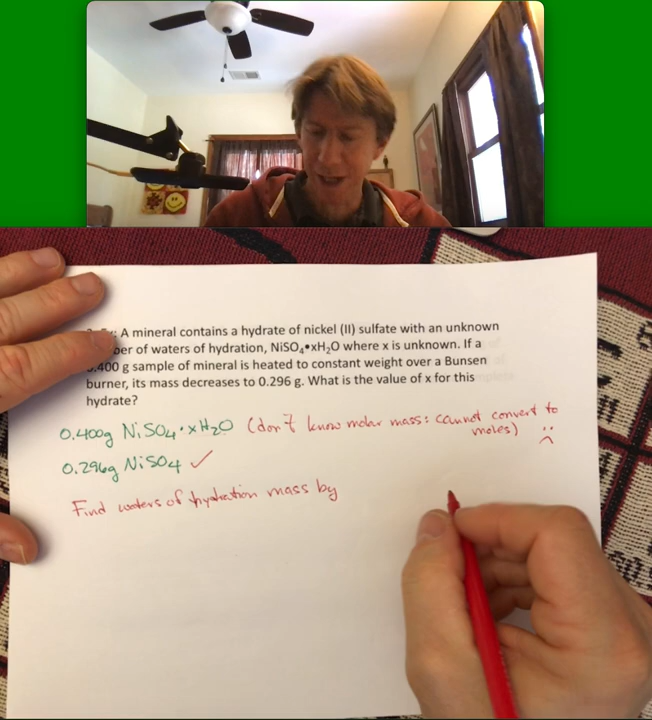 A mineral contains a hydrate of nickel (II) sulfate with an unknown
of waters of hydration, NiSO₄•xH₂O where x is unknown. If a
0.400 g sample of mineral is heated to constant weight over a Bunsen
burner, its mass decreases to 0.296 g. What is the value of x for this
hydrate?
0.400g NiSO₄·xH₂O (don't know molar mass: cannot convert to
moles) :(
0.296g NiSO₄ ✓
Find waters of hydration mass by